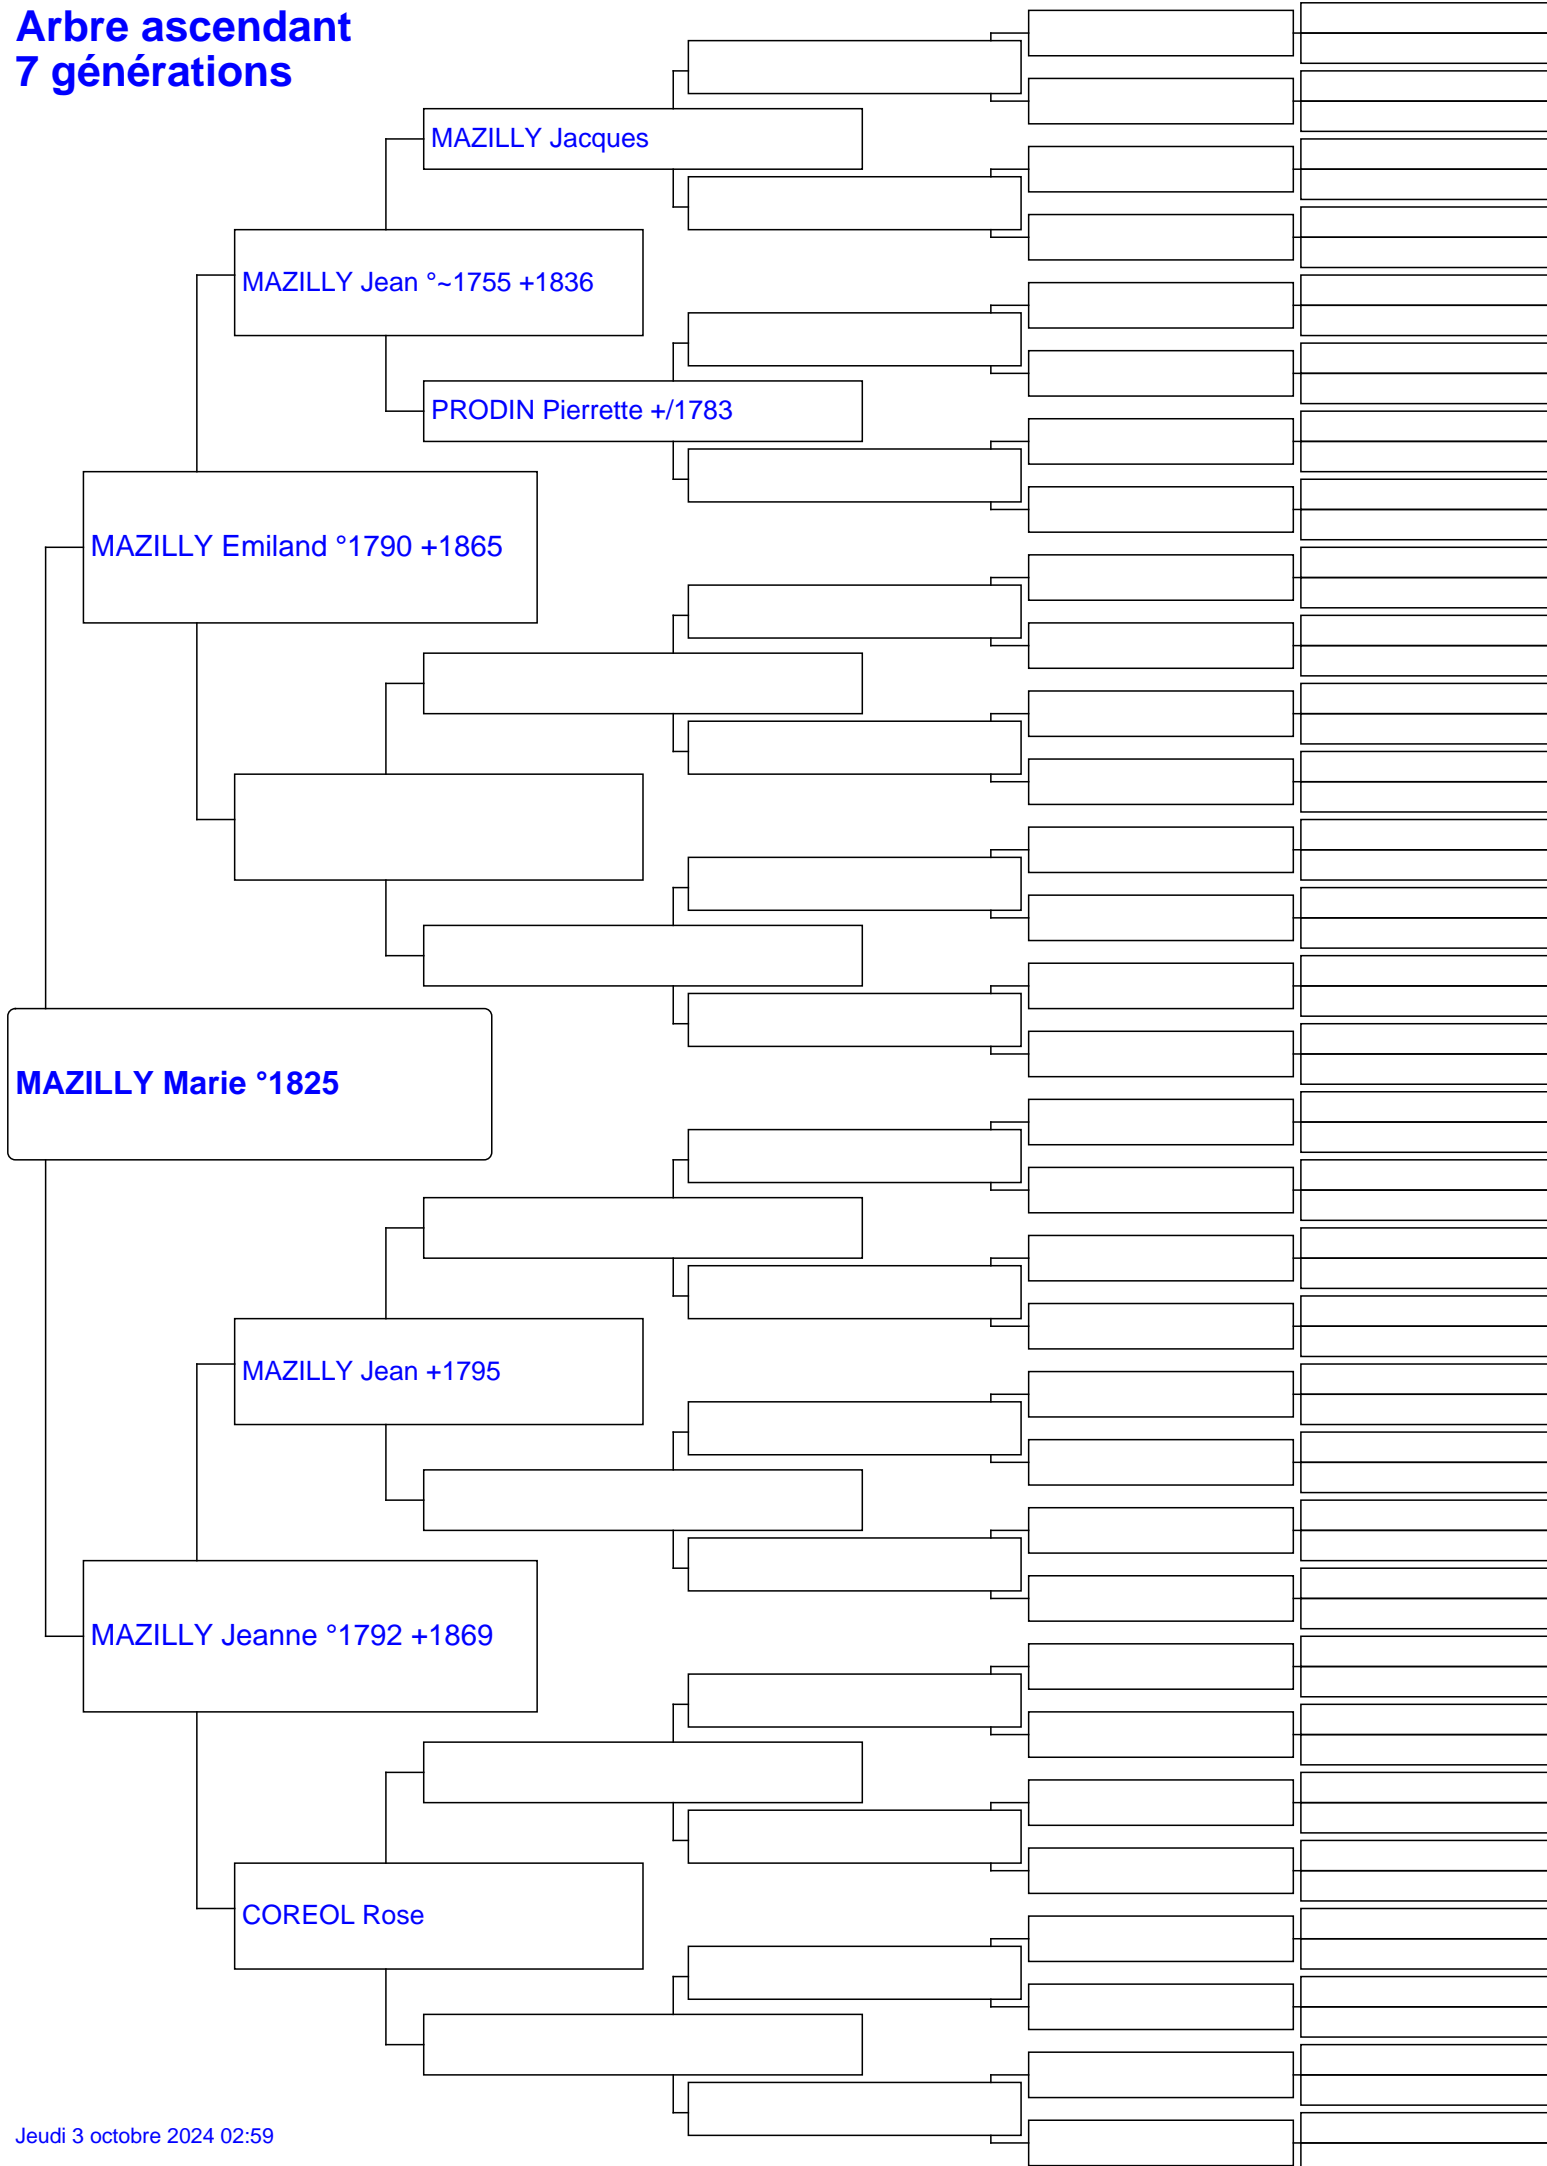 Arbre ascendant
7 générations
MAZILLY Jacques
MAZILLY Jean °~1755 +1836
PRODIN Pierrette +/1783
MAZILLY Emiland °1790 +1865
MAZILLY Marie °1825
MAZILLY Jean +1795
MAZILLY Jeanne °1792 +1869
COREOL Rose
Jeudi 3 octobre 2024 02:59